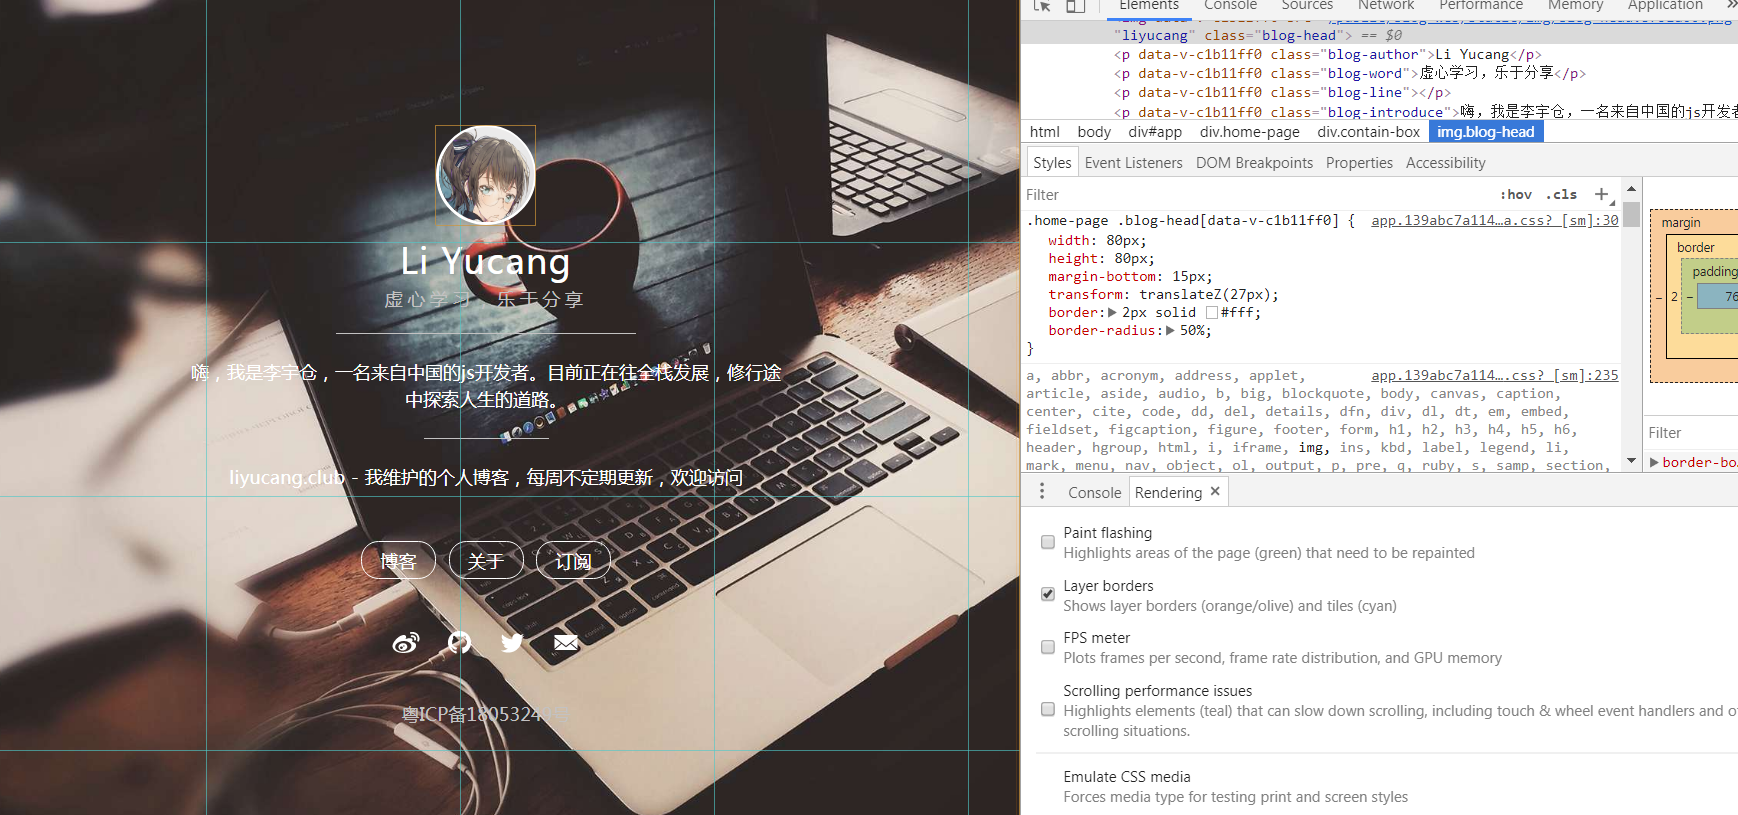 Li Yucang
虚心学习，乐于分享
嗨，我是李宇仓，一名来自中国的js开发者。目前正在往全栈发展，修行途
中探索人生的道路。
liyucang.club - 我维护的个人博客，每周不定期更新，欢迎访问
博客 关于 订阅
粤ICP备1805324
Elements Console Sources Network Performance Memory Application »
"liyucang" class="blog-head"> == $0
<p data-v-c1b11ff0 class="blog-author">Li Yucang</p>
<p data-v-c1b11ff0 class="blog-word">虚心学习，乐于分享</p>
<p data-v-c1b11ff0 class="blog-line"></p>
<p data-v-c1b11ff0 class="blog-introduce">嗨，我是李宇仓，一名来自中国的js开发者
html body div#app div.home-page div.contain-box img.blog-head
Styles Event Listeners DOM Breakpoints Properties Accessibility
Filter :hov .cls +
.home-page .blog-head[data-v-c1b11ff0] { app.139abc7a114…a.css? [sm]:30
width: 80px;
height: 80px;
margin-bottom: 15px;
transform: translateZ(27px);
border: 2px solid #fff;
border-radius: 50%;
}
a, abbr, acronym, address, applet, app.139abc7a114….css? [sm]:235
article, aside, audio, b, big, blockquote, body, canvas, caption,
center, cite, code, dd, del, details, dfn, div, dl, dt, em, embed,
fieldset, figcaption, figure, footer, form, h1, h2, h3, h4, h5, h6,
header, hgroup, html, i, iframe, img, ins, kbd, label, legend, li,
mark, menu, nav, object, ol, output, p, pre, q, ruby, s, samp, section,
margin
border
padding
– 2 – 76
Filter
border-bo
Console Rendering ×
Paint flashing
Highlights areas of the page (green) that need to be repainted
Layer borders
Shows layer borders (orange/olive) and tiles (cyan)
FPS meter
Plots frames per second, frame rate distribution, and GPU memory
Scrolling performance issues
Highlights elements (teal) that can slow down scrolling, including touch & wheel event handlers and o
scrolling situations.
Emulate CSS media
Forces media type for testing print and screen styles